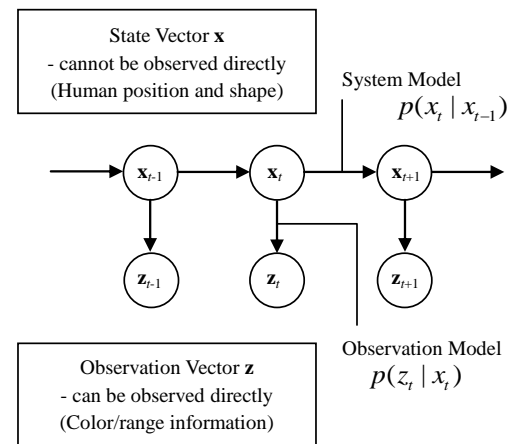 State Vector x
- cannot be observed directly
(Human position and shape)
System Model
p(x_t | x_{t-1})
x_{t-1}
x_t
x_{t+1}
z_{t-1}
z_t
z_{t+1}
Observation Vector z
- can be observed directly
(Color/range information)
Observation Model
p(z_t | x_t)